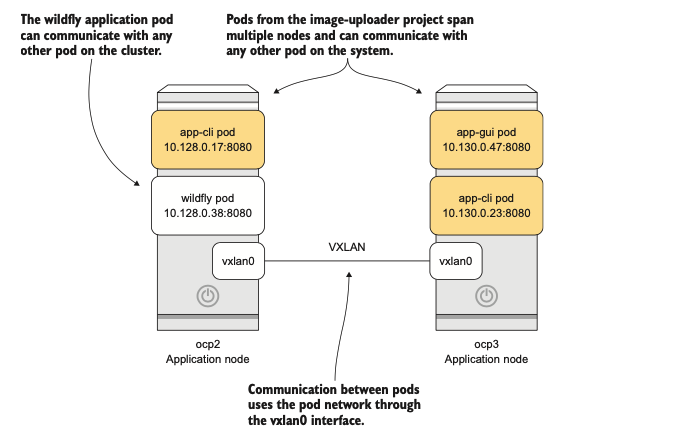 The wildfly application pod
can communicate with any
other pod on the cluster.
Pods from the image-uploader project span
multiple nodes and can communicate with
any other pod on the system.
app-cli pod
10.128.0.17:8080
wildfly pod
10.128.0.38:8080
vxlan0
VXLAN
app-gui pod
10.130.0.47:8080
app-cli pod
10.130.0.23:8080
vxlan0
ocp2
Application node
ocp3
Application node
Communication between pods
uses the pod network through
the vxlan0 interface.